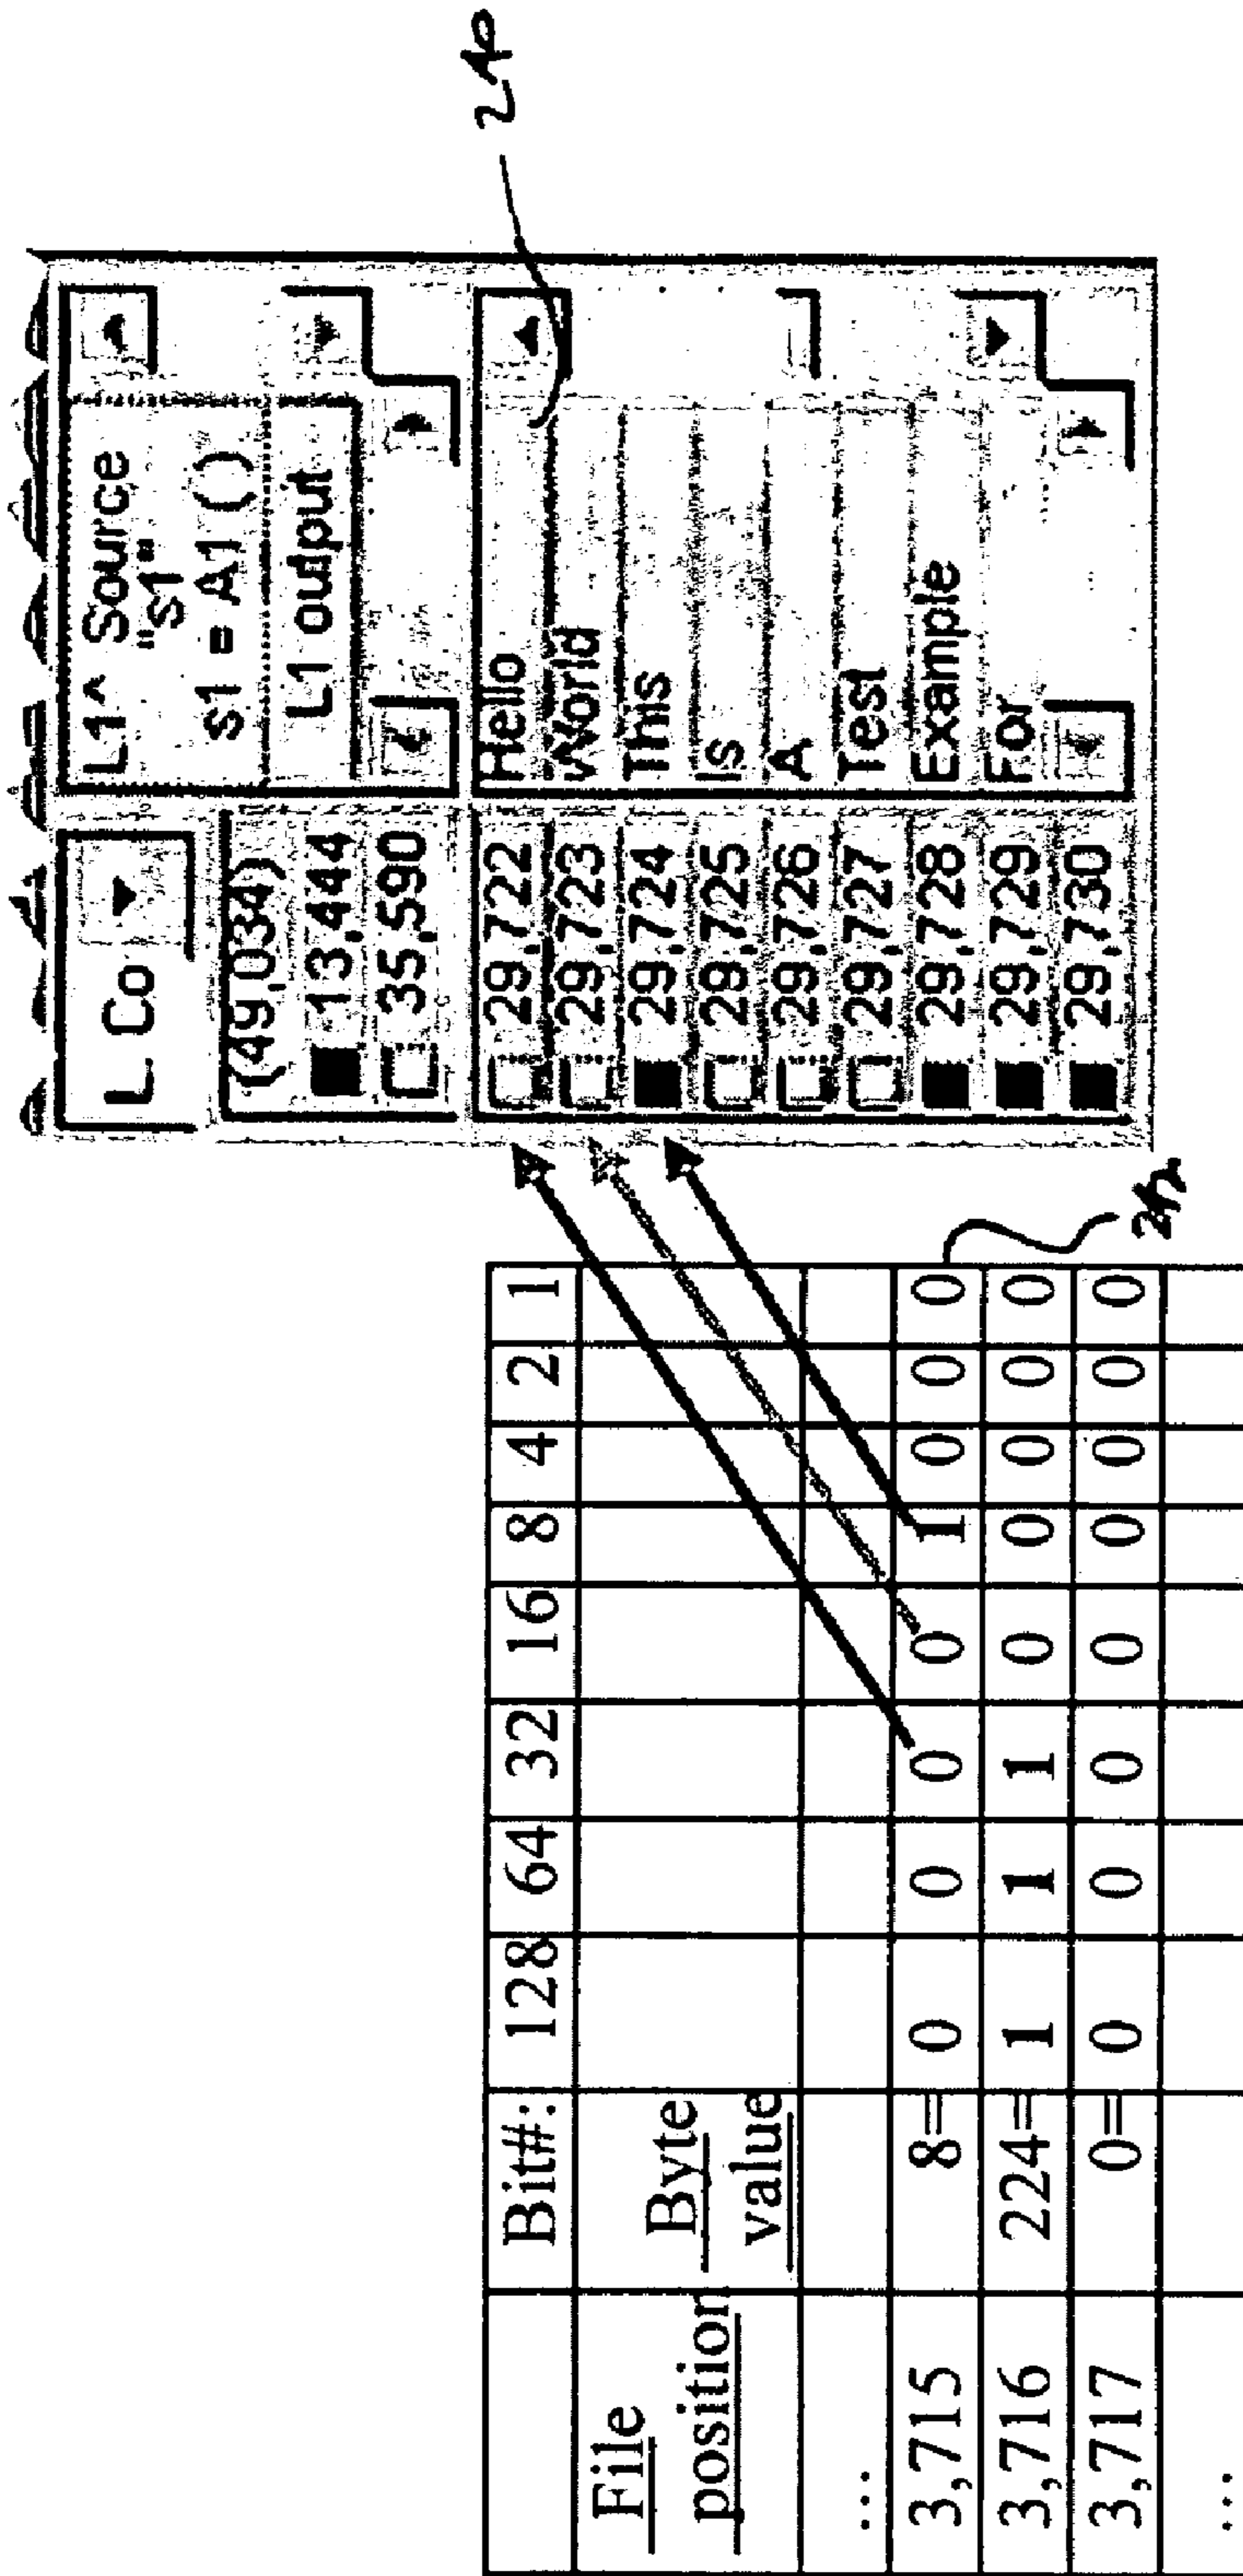 Bit#: 128 64 32 16 8 4 2 1
File position
Byte value
...
3,715 8= 0 0 0 0 1 0 0 0
3,716 224= 1 1 1 0 0 0 0 0
3,717 0= 0 0 0 0 0 0 0 0
...
L Co
L1^ Source
"s1"
(49,034) s1 = A1 ()
13,444 L1 output
35,590
29,722 Hello
29,723 World
29,724 This
29,725 Is
29,726 A
29,727 Test
29,728 Example
29,729 For
29,730